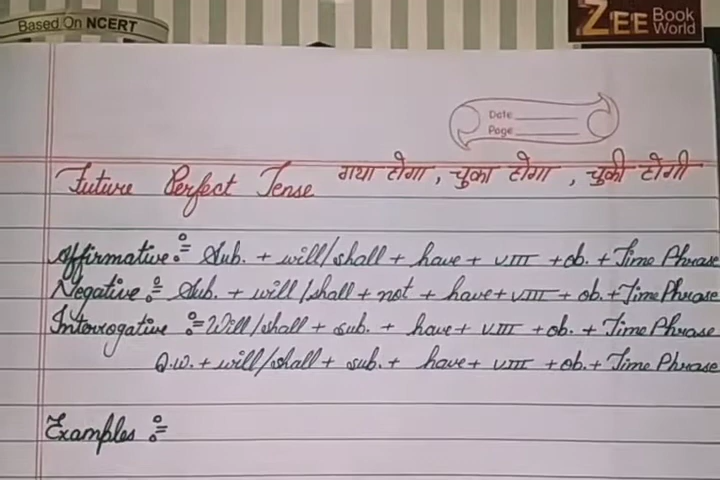 Based On NCERT
ZEE Book World
Date
Page
Future Perfect Tense गया होगा, चुका होगा, चुकी होगी
Affirmative:= Sub. + will/shall + have + VIII + ob. + Time Phrase
Negative:= Sub. + will/shall + not + have + VIII + ob. + Time Phrase
Interrogative:= Will/shall + sub. + have + VIII + ob. + Time Phrase
Q.w. + will/shall + sub. + have + VIII + ob. + Time Phrase
Examples:=